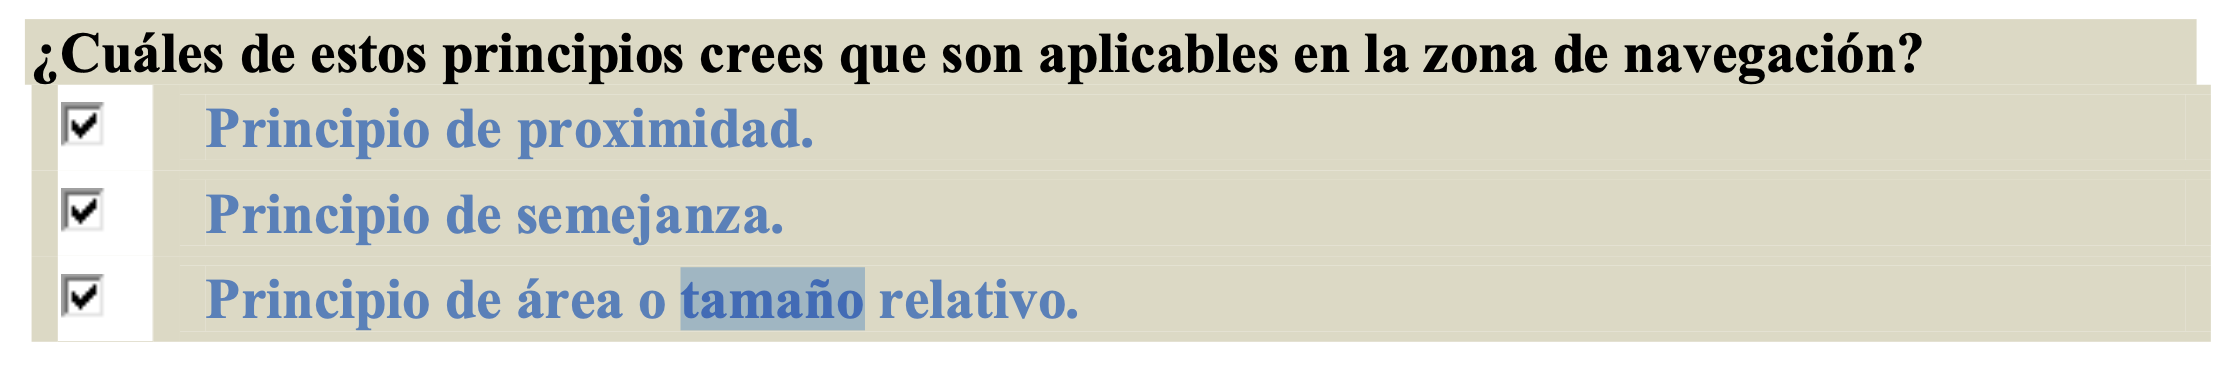 ¿Cuáles de estos principios crees que son aplicables en la zona de navegación?
Principio de proximidad.
Principio de semejanza.
Principio de área o tamaño relativo.